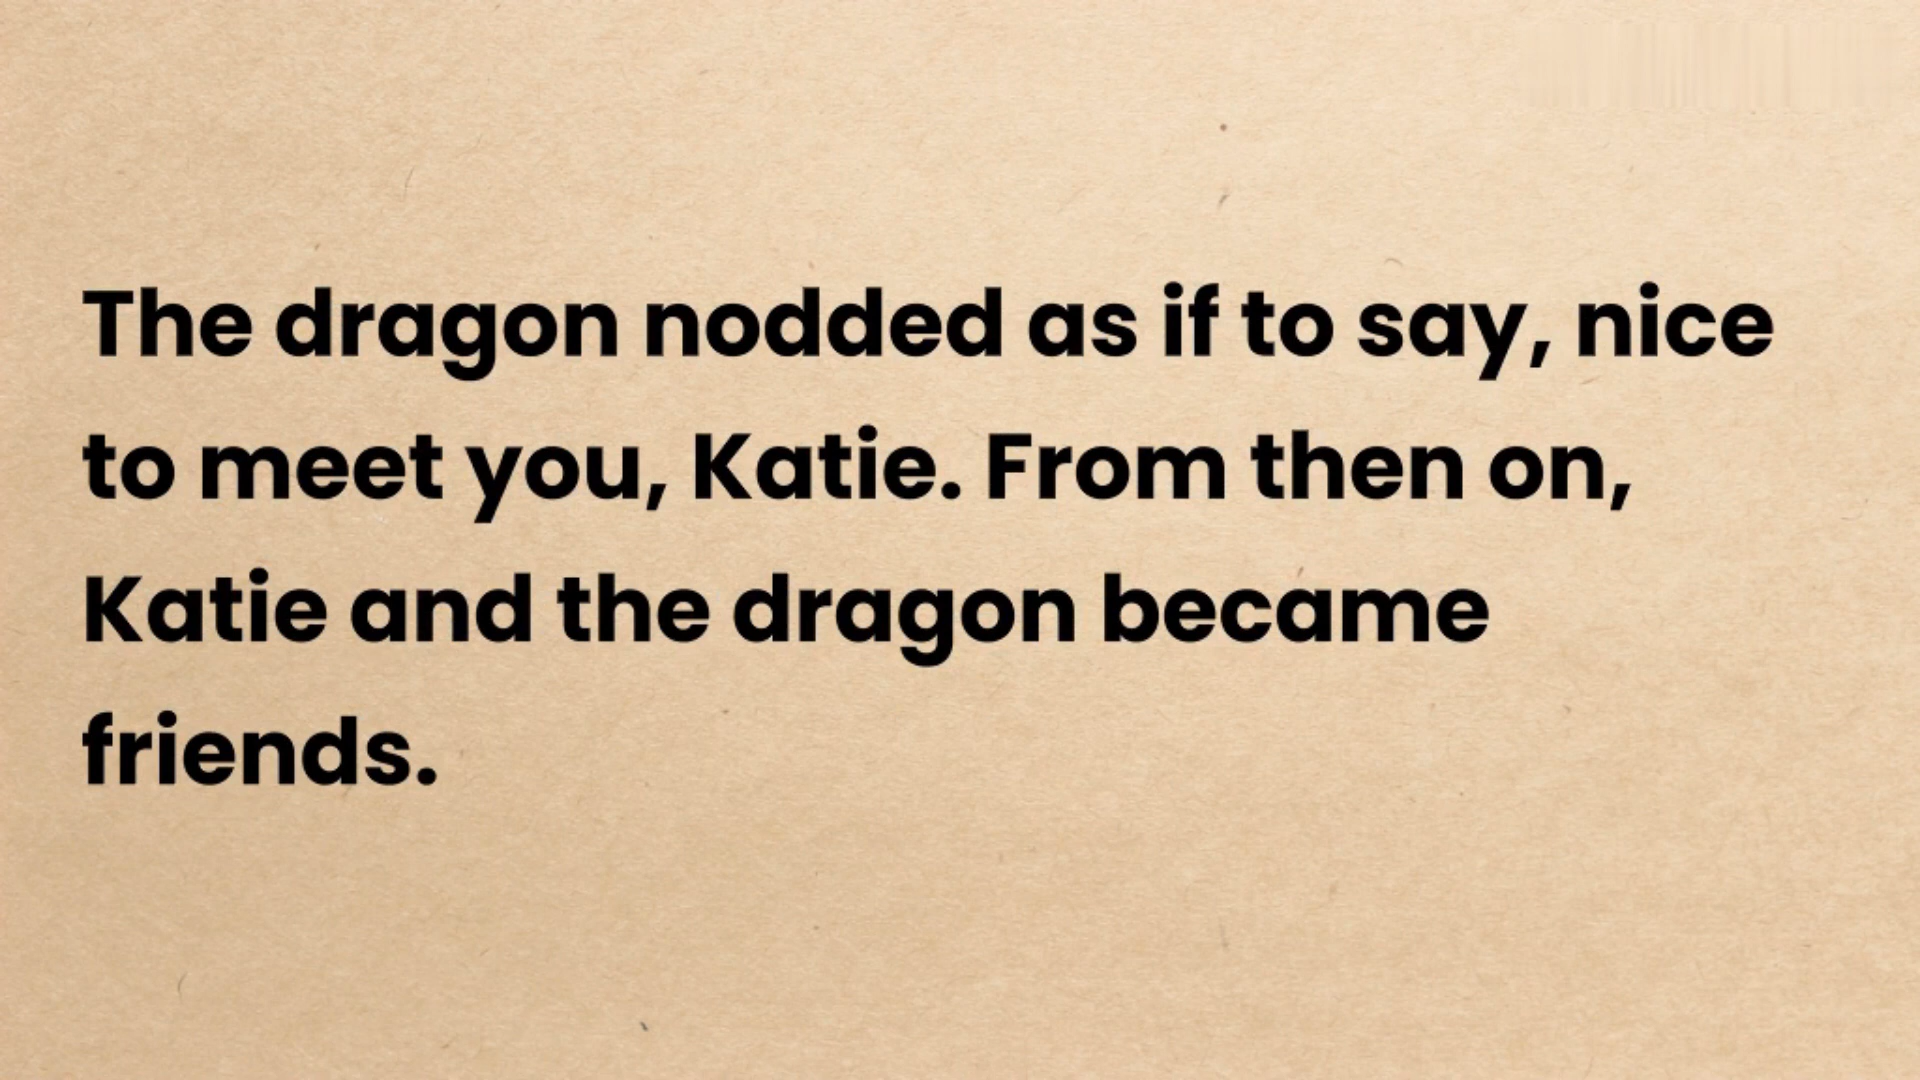 The dragon nodded as if to say, nice
to meet you, Katie. From then on,
Katie and the dragon became
friends.